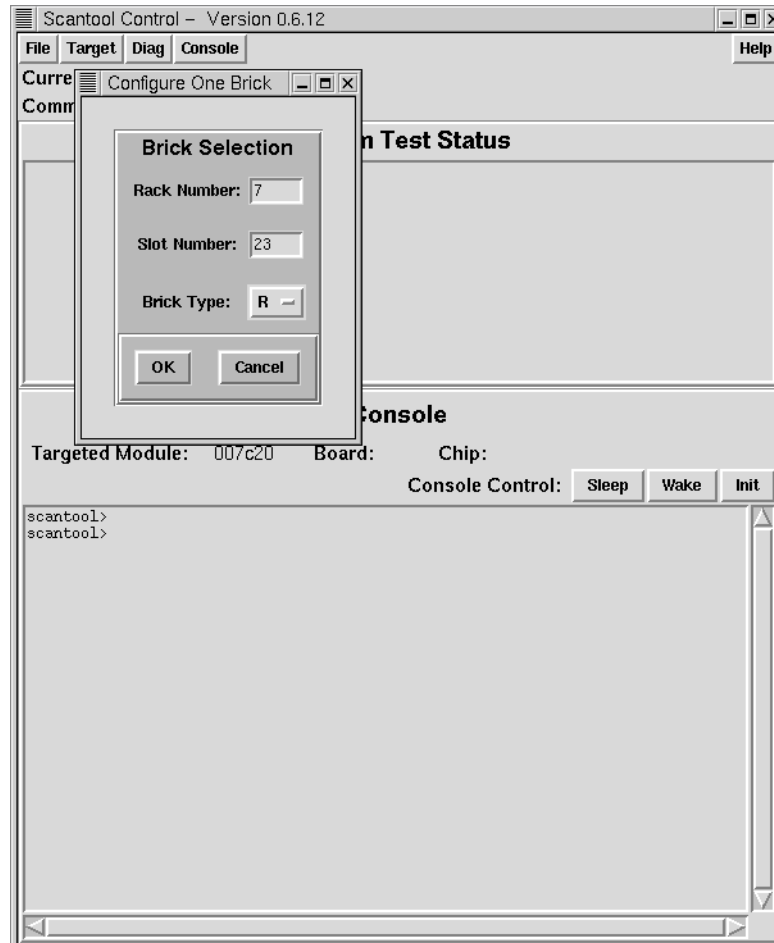 Scantool Control – Version 0.6.12
File Target Diag Console Help
Curre
Comm
Configure One Brick
Brick Selection
Rack Number: 7
Slot Number: 23
Brick Type: R
OK Cancel
Test Status
Console
Targeted Module: 007c20 Board: Chip:
Console Control: Sleep Wake Init
scantool>
scantool>